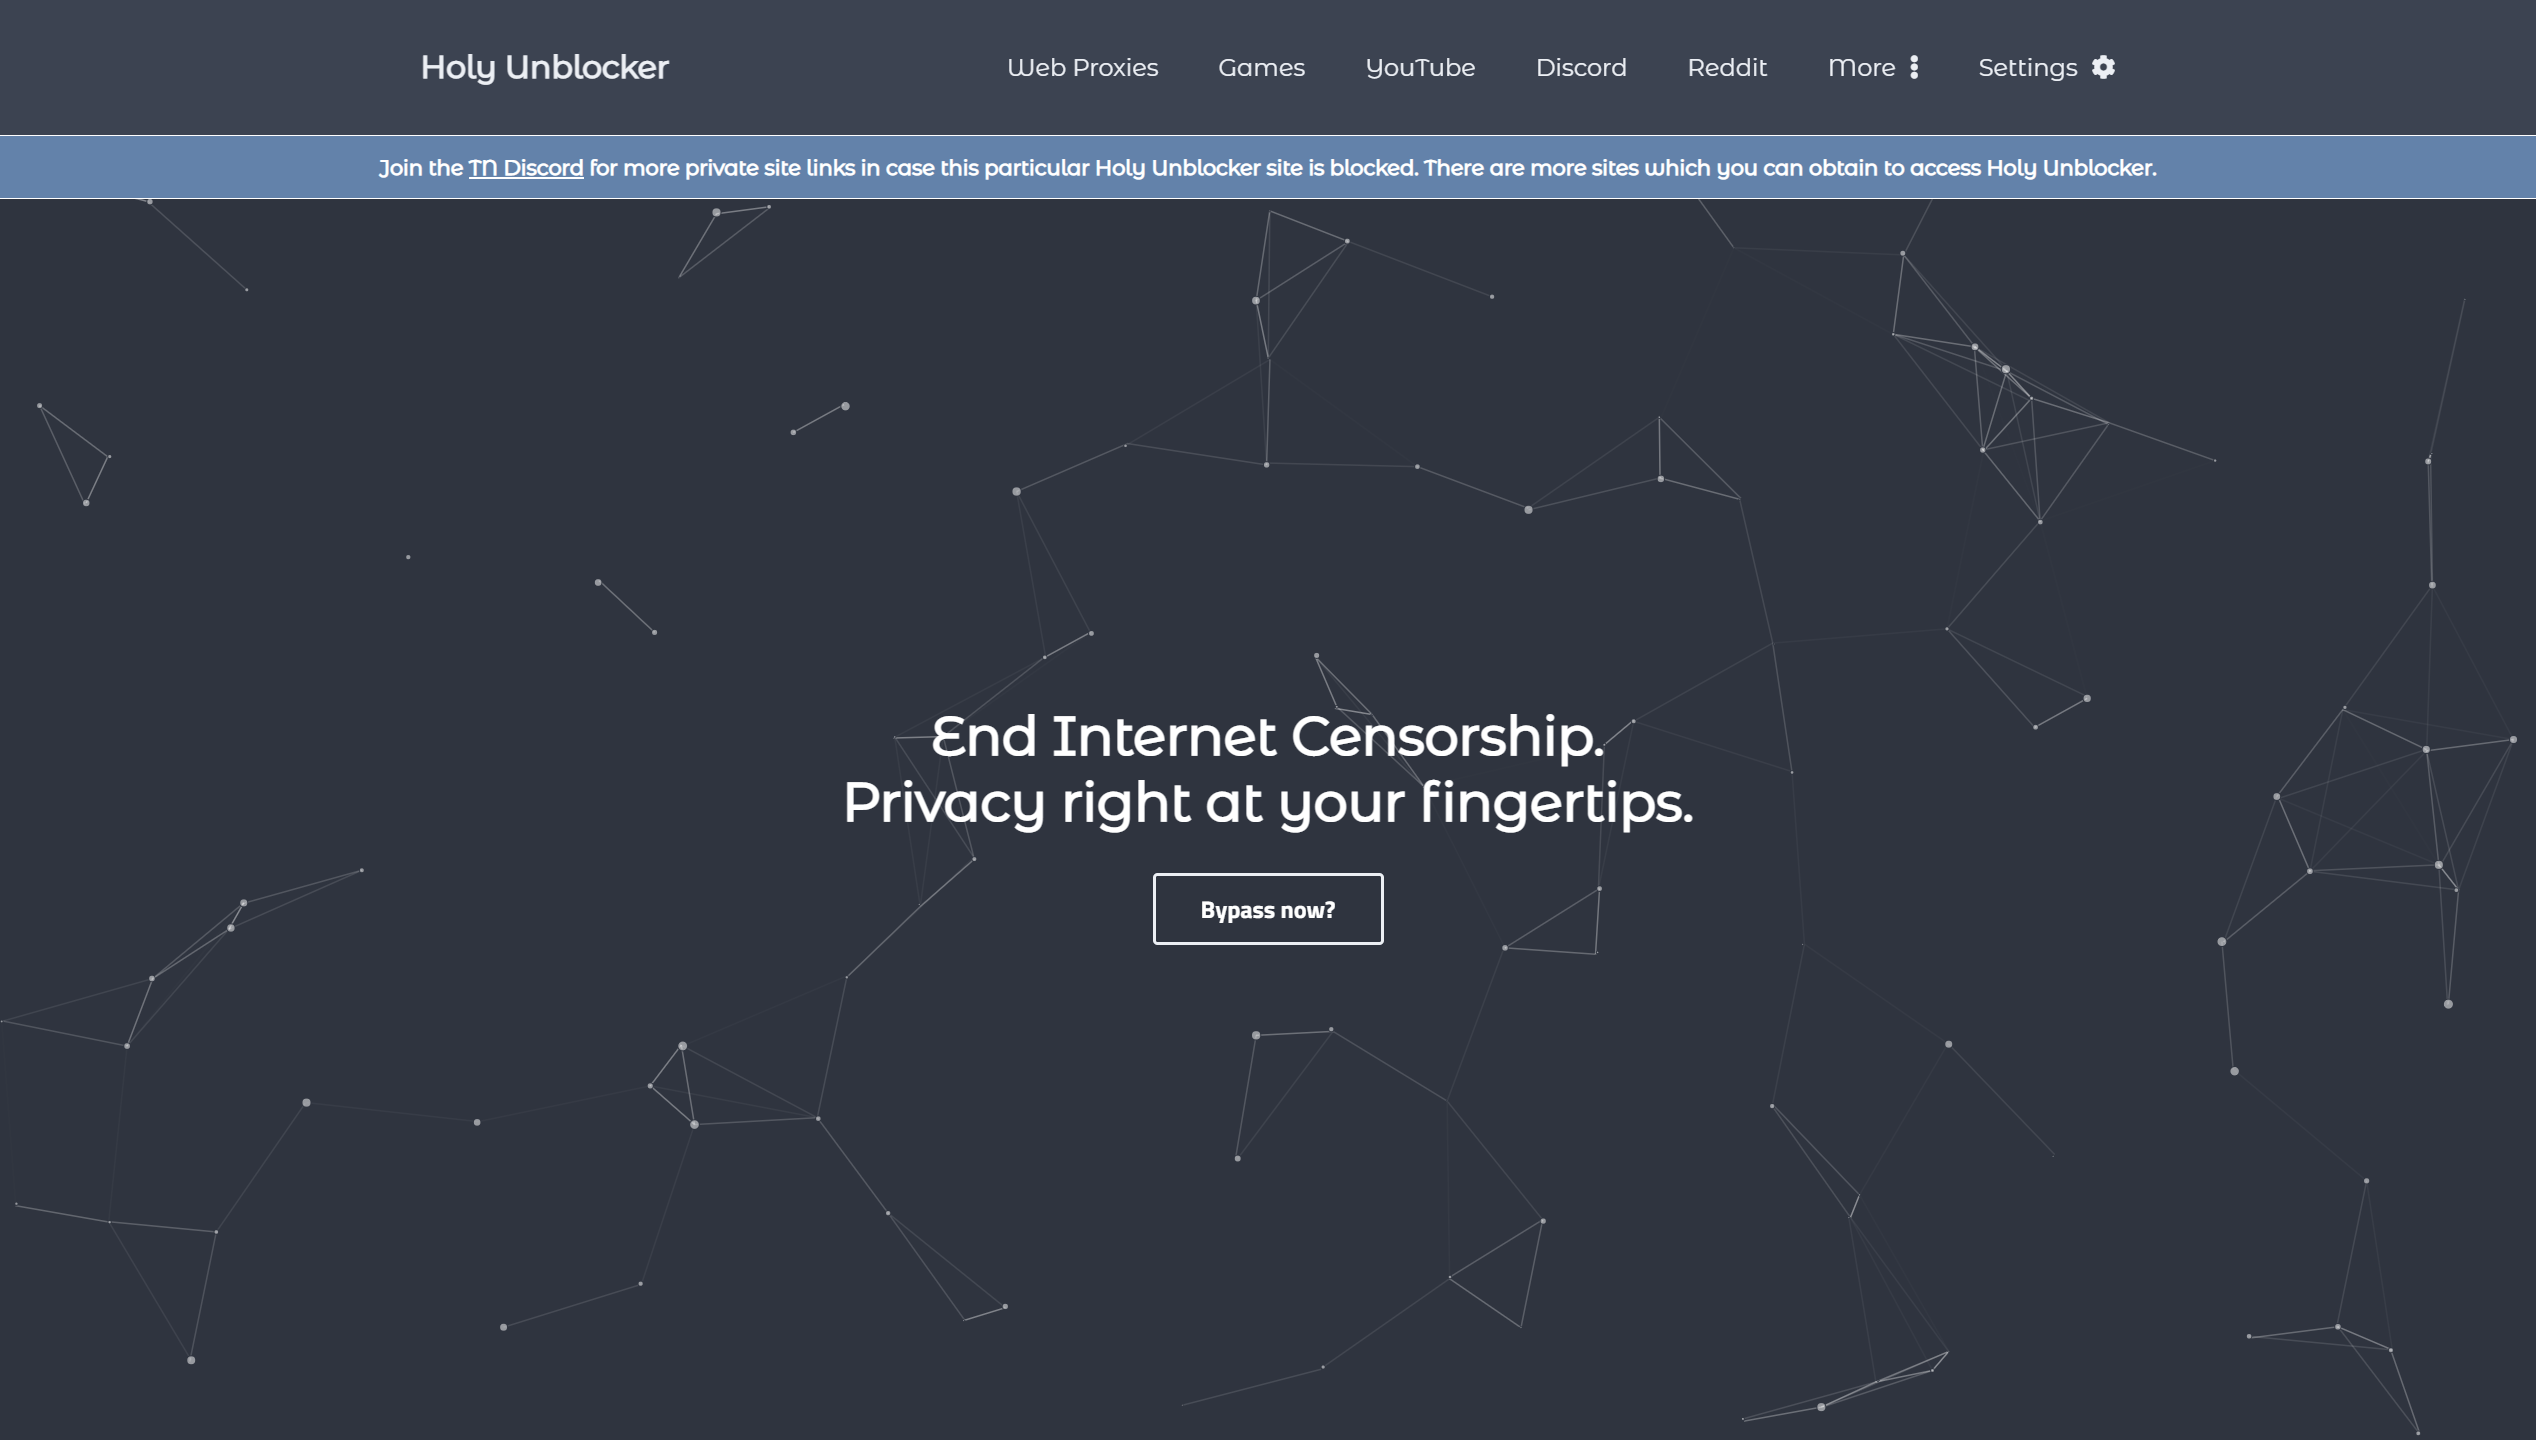 Holy Unblocker
Web Proxies
Games
YouTube
Discord
Reddit
More
Settings
Join the TN Discord for more private site links in case this particular Holy Unblocker site is blocked. There are more sites which you can obtain to access Holy Unblocker.
End Internet Censorship.
Privacy right at your fingertips.
Bypass now?